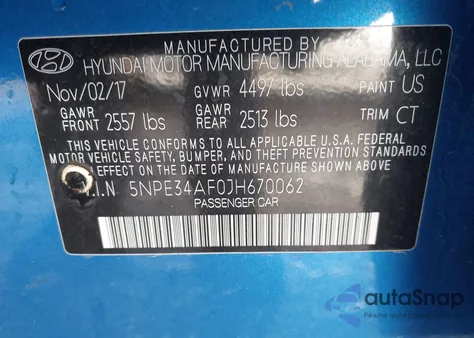 MANUFACTURED BY
HYUNDAI MOTOR MANUFACTURING ALABAMA, LLC
Nov/02/17 GVWR 4497 lbs PAINT US
GAWR FRONT 2557 lbs GAWR REAR 2513 lbs TRIM CT
THIS VEHICLE CONFORMS TO ALL APPLICABLE U.S.A FEDERAL
MOTOR VEHICLE SAFETY, BUMPER, AND THEFT PREVENTION STANDARDS
IN EFFECT ON THE DATE OF MANUFACTURE SHOWN ABOVE
V.I.N 5NPE34AF0JH670062
PASSENGER CAR
autoSnap